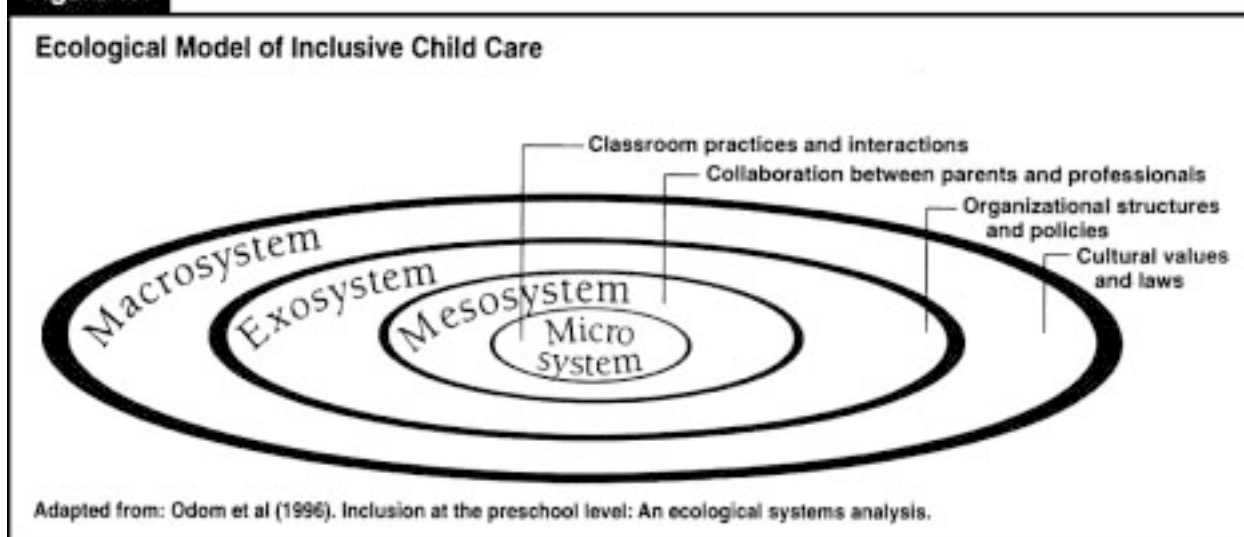 Ecological Model of Inclusive Child Care
Classroom practices and interactions
Collaboration between parents and professionals
Organizational structures
and policies
Cultural values
and laws
Macrosystem
Exosystem
Mesosystem
Micro
system
Adapted from: Odom et al (1996). Inclusion at the preschool level: An ecological systems analysis.